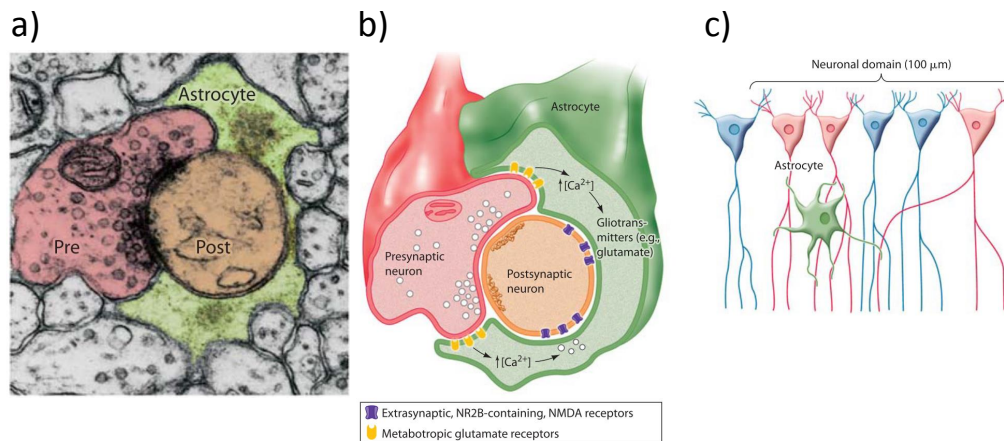 a)
Astrocyte
Pre
Post
b)
Astrocyte
↑[Ca2+]
Gliotrans-
mitters (e.g.,
glutamate)
Presynaptic
neuron
Postsynaptic
neuron
↑[Ca2+]
Extrasynaptic, NR2B-containing, NMDA receptors
Metabotropic glutamate receptors
c)
Neuronal domain (100 μm)
Astrocyte